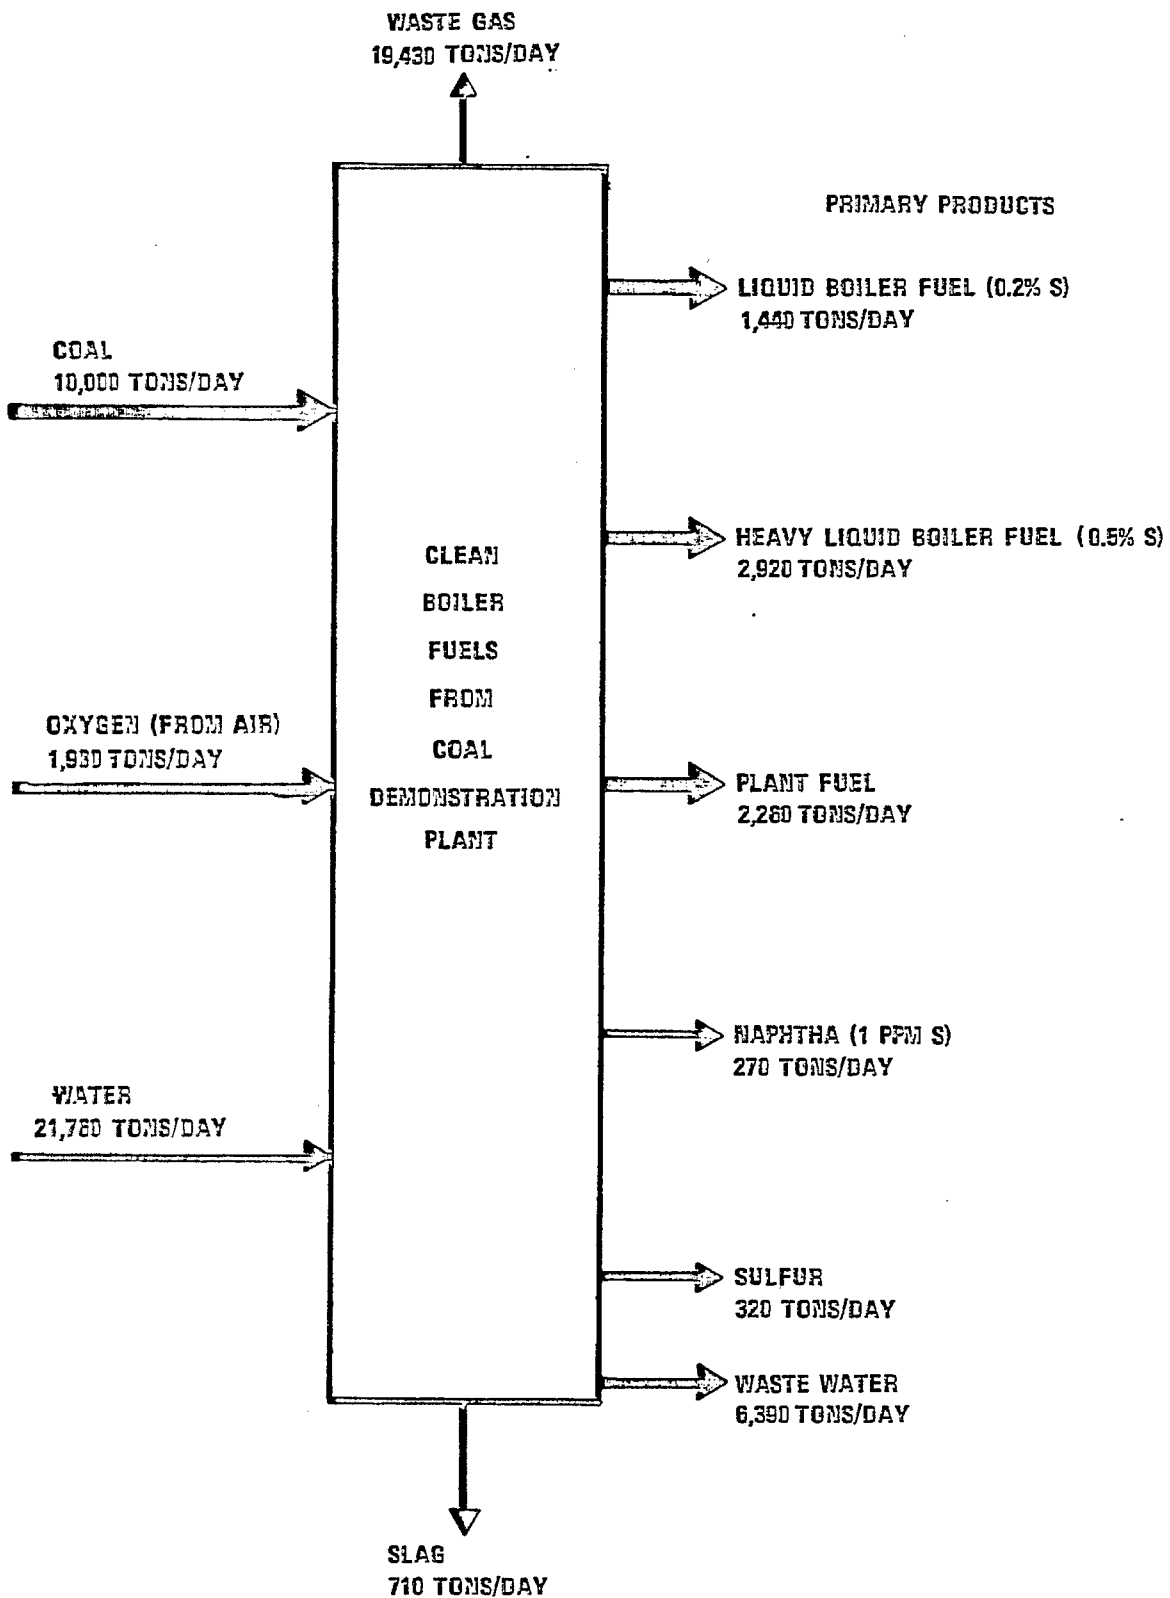 WASTE GAS
19,430 TONS/DAY
PRIMARY PRODUCTS
LIQUID BOILER FUEL (0.2% S)
1,440 TONS/DAY
COAL
10,000 TONS/DAY
HEAVY LIQUID BOILER FUEL (0.5% S)
2,920 TONS/DAY
CLEAN
BOILER
FUELS
FROM
COAL
DEMONSTRATION
PLANT
OXYGEN (FROM AIR)
1,980 TONS/DAY
PLANT FUEL
2,280 TONS/DAY
NAPHTHA (1 PPM S)
270 TONS/DAY
WATER
21,780 TONS/DAY
SULFUR
320 TONS/DAY
WASTE WATER
6,390 TONS/DAY
SLAG
710 TONS/DAY